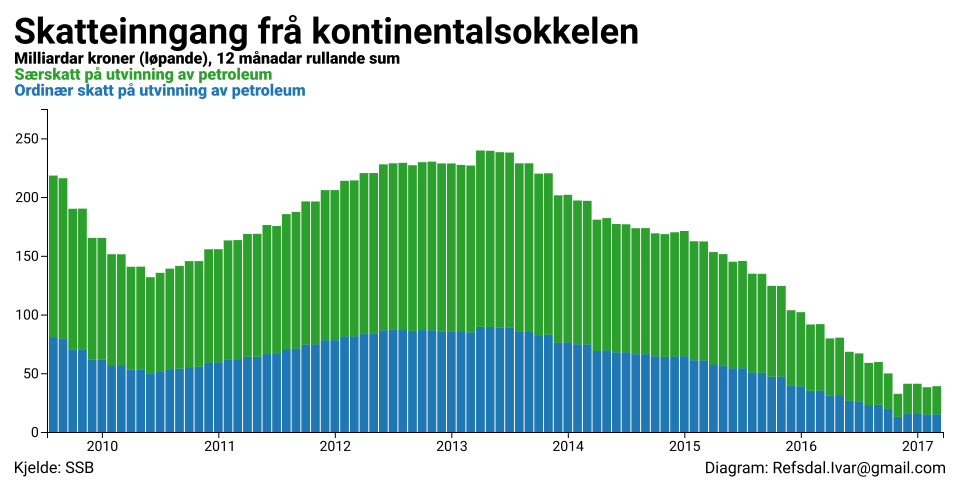 Skatteinngang frå kontinentalsokkelen
Milliardar kroner (løpande), 12 månadar rullande sum
Særskatt på utvinning av petroleum
Ordinær skatt på utvinning av petroleum
250
200
150
100
50
0
2010 2011 2012 2013 2014 2015 2016 2017
Kjelde: SSB
Diagram: Refsdal.Ivar@gmail.com